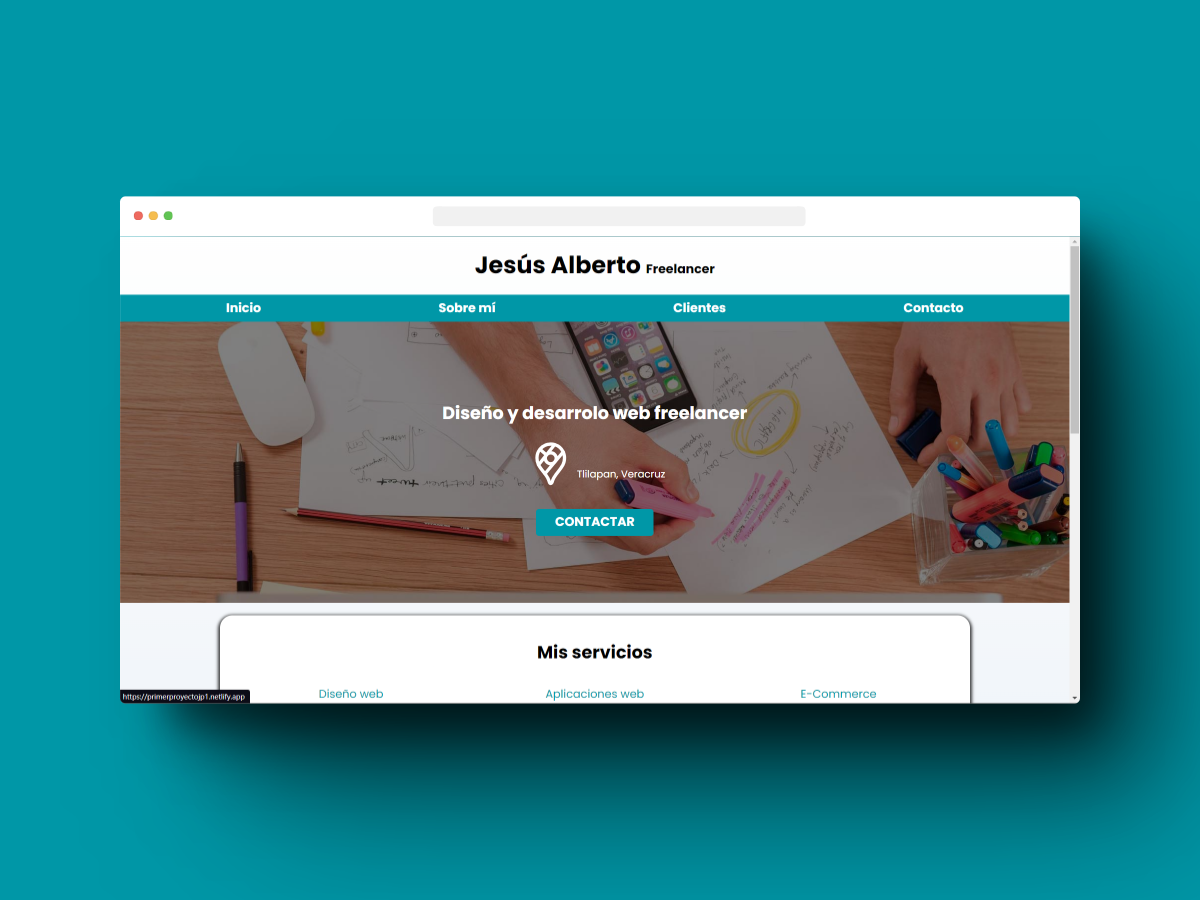 Jesús Alberto Freelancer
Inicio Sobre mí Clientes Contacto
Diseño y desarrolo web freelancer
Tlilapan, Veracruz
CONTACTAR
Mis servicios
Diseño web Aplicaciones web E-Commerce
https://primerproyectojp1.netlify.app